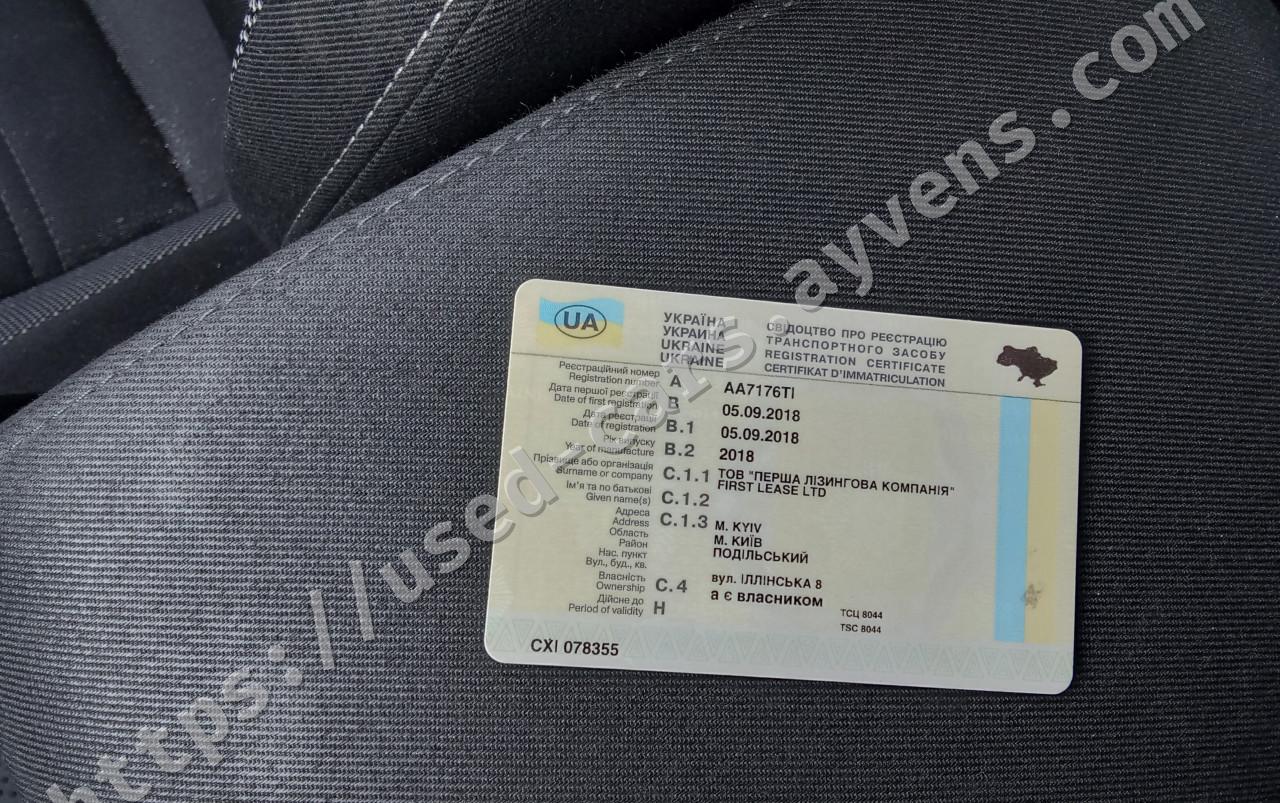 https://used-cars.ayvens.com
UA
УКРАЇНА
УКРАИНА
UKRAINE
UKRAINE
СВІДОЦТВО ПРО РЕЄСТРАЦІЮ
ТРАНСПОРТНОГО ЗАСОБУ
REGISTRATION CERTIFICATE
CERTIFIKAT D'IMMATRICULATION
Реєстраційний номер
Registration number A AA7176TI
Дата першої реєстрації
Date of first registration B 05.09.2018
Дата реєстрації
Date of registration B.1 05.09.2018
Рік випуску
Year of manufacture B.2 2018
Прізвище або організація
Surname or company C.1.1 ТОВ "ПЕРША ЛІЗИНГОВА КОМПАНІЯ"
FIRST LEASE LTD
Ім'я та по батькові
Given name(s) C.1.2
Адреса
Address C.1.3 M. KYIV
Область М. КИЇВ
Район ПОДІЛЬСЬКИЙ
Нас. пункт
Вул., буд., кв. вул. ІЛЛІНСЬКА 8
Власність
Ownership C.4 а є власником
Дійсне до
Period of validity H
ТСЦ 8044
TSC 8044
CXI 078355